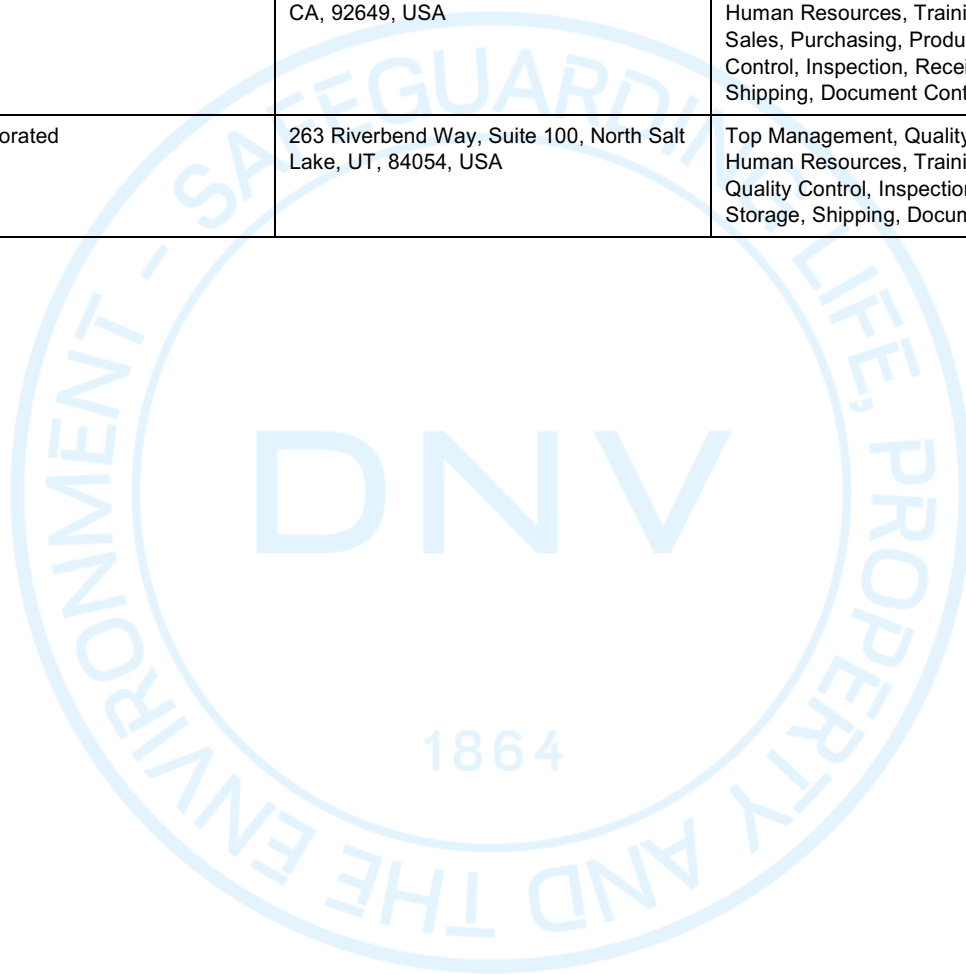 CA, 92649, USA
Human Resources, Traini
Sales, Purchasing, Produ
Control, Inspection, Recei
Shipping, Document Cont
orated
263 Riverbend Way, Suite 100, North Salt
Lake, UT, 84054, USA
Top Management, Quality
Human Resources, Traini
Quality Control, Inspection
Storage, Shipping, Docum
SAFEGUARDING LIFE, PROPERTY AND THE ENVIRONMENT -
DNV
1864